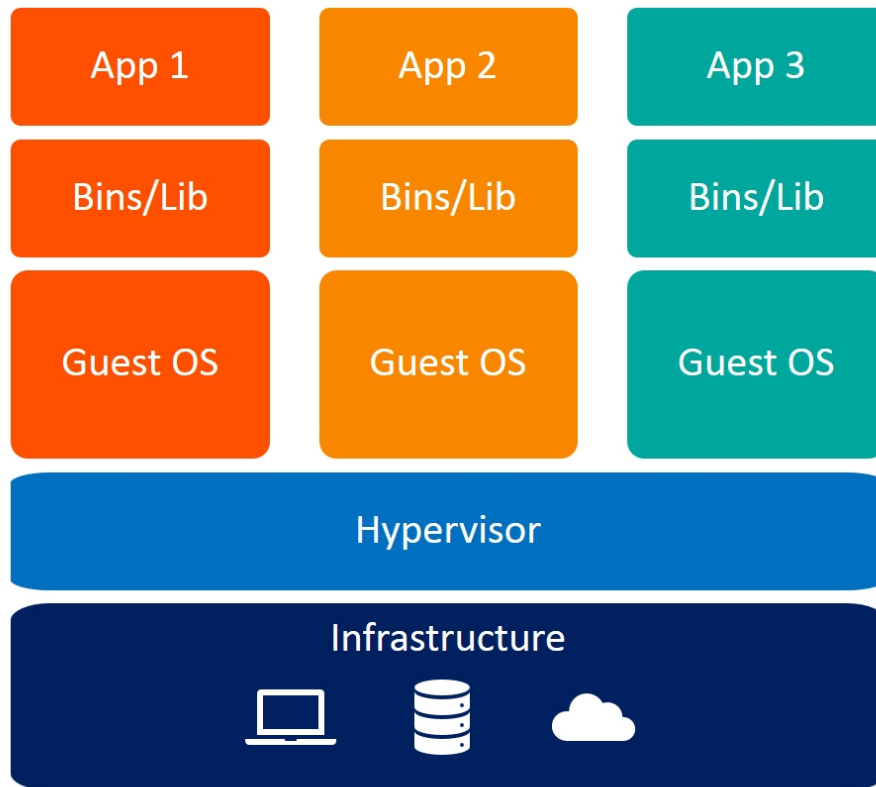 App 1
App 2
App 3
Bins/Lib
Bins/Lib
Bins/Lib
Guest OS
Guest OS
Guest OS
Hypervisor
Infrastructure